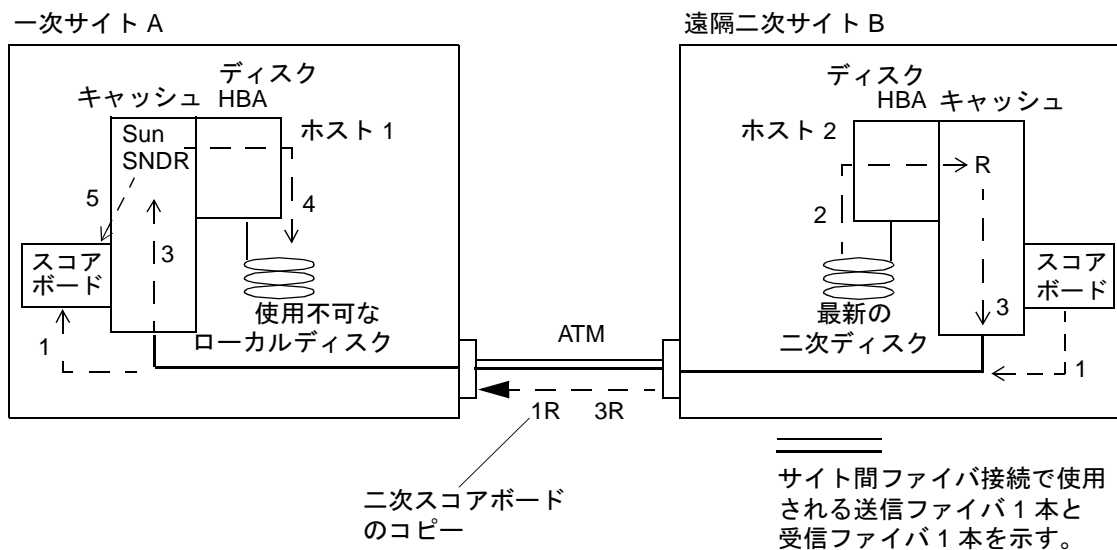 一次サイト A
遠隔二次サイト B
ディスク
HBA
キャッシュ
Sun
SNDR
ホスト 1
5
4
3
スコア
ボード
1
使用不可な
ローカルディスク
ディスク
HBA キャッシュ
ホスト 2
R
2
3
スコア
ボード
1
最新の
二次ディスク
ATM
1R 3R
二次スコアボード
のコピー
サイト間ファイバ接続で使用
される送信ファイバ 1 本と
受信ファイバ 1 本を示す。